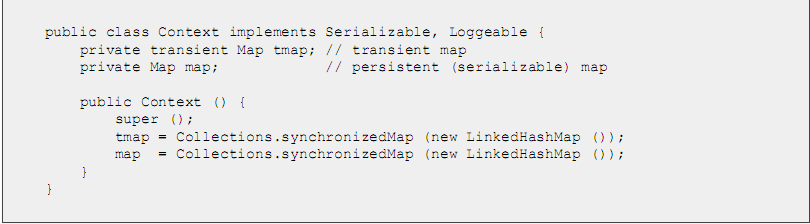 public class Context implements Serializable, Loggeable {
    private transient Map tmap; // transient map
    private Map map;            // persistent (serializable) map
    public Context () {
        super ();
        tmap = Collections.synchronizedMap (new LinkedHashMap ());
        map  = Collections.synchronizedMap (new LinkedHashMap ());
    }
}